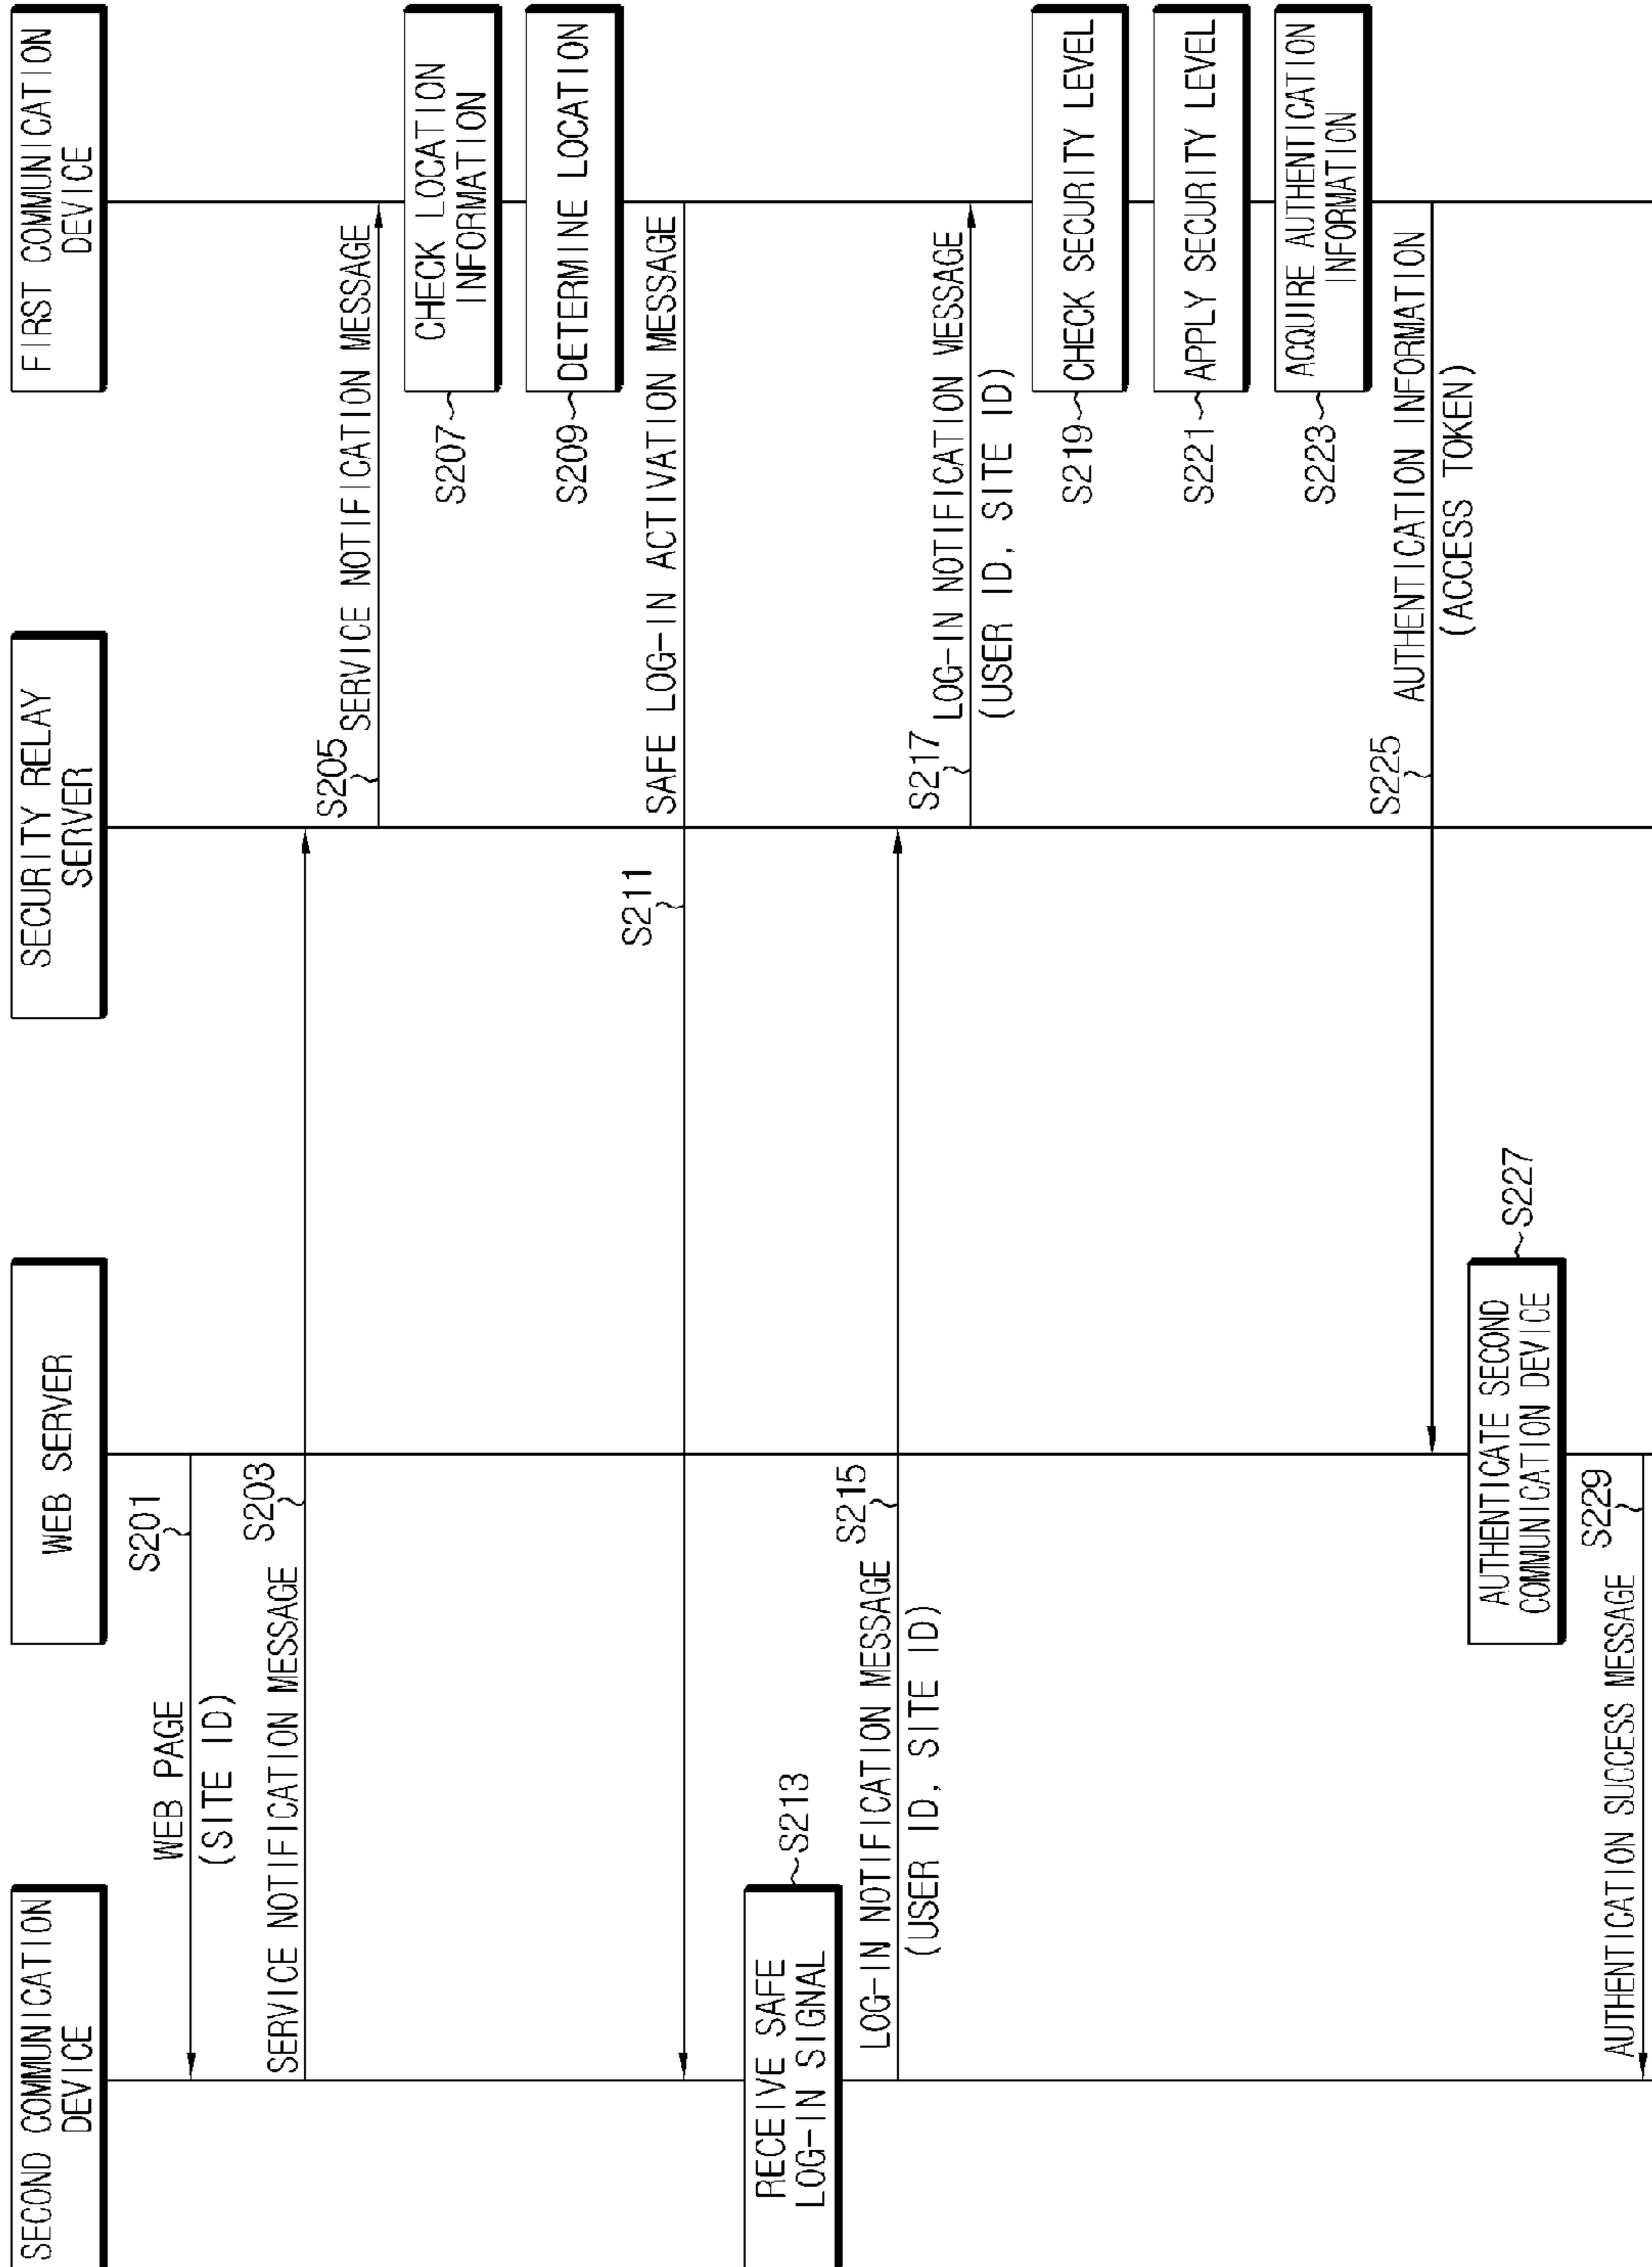 SECOND COMMUNICATION
DEVICE
WEB SERVER
SECURITY RELAY
SERVER
FIRST COMMUNICATION
DEVICE
WEB PAGE
(SITE ID)
S201
SERVICE NOTIFICATION MESSAGE
S203
S205
SERVICE NOTIFICATION MESSAGE
S207
CHECK LOCATION
INFORMATION
S209
DETERMINE LOCATION
S211
SAFE LOG-IN ACTIVATION MESSAGE
RECEIVE SAFE
LOG-IN SIGNAL
S213
LOG-IN NOTIFICATION MESSAGE
(USER ID, SITE ID)
S215
S217
LOG-IN NOTIFICATION MESSAGE
(USER ID, SITE ID)
S219
CHECK SECURITY LEVEL
S221
APPLY SECURITY LEVEL
S223
ACQUIRE AUTHENTICATION
INFORMATION
S225
AUTHENTICATION INFORMATION
(ACCESS TOKEN)
AUTHENTICATE SECOND
COMMUNICATION DEVICE
S227
AUTHENTICATION SUCCESS MESSAGE
S229